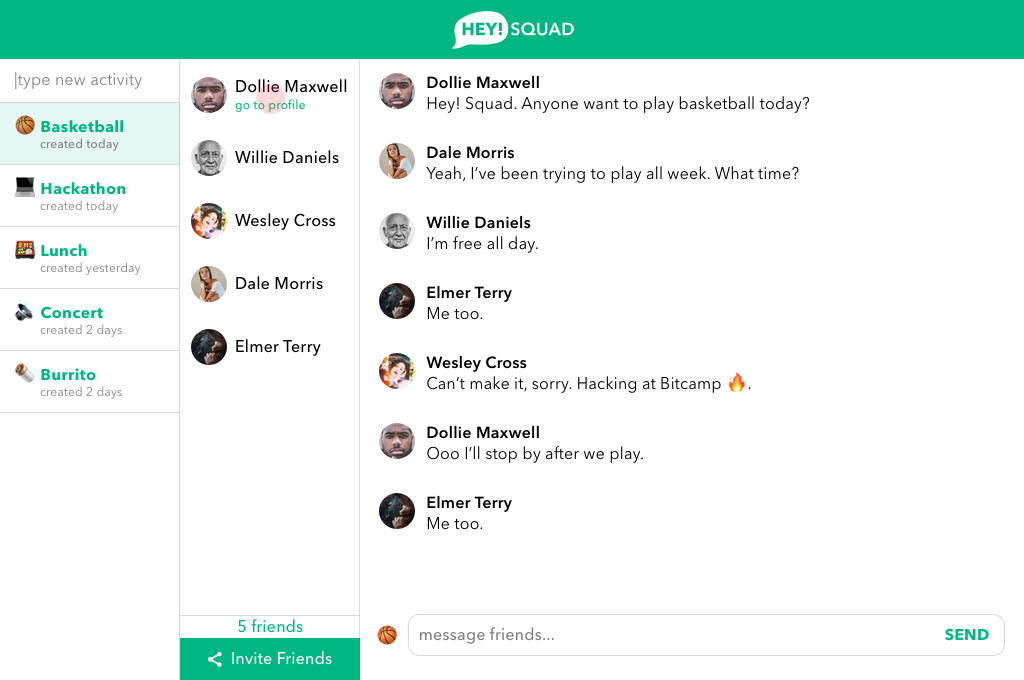 HEY! SQUAD
type new activity
Basketball
created today
Hackathon
created today
Lunch
created yesterday
Concert
created 2 days
Burrito
created 2 days
Dollie Maxwell
go to profile
Willie Daniels
Wesley Cross
Dale Morris
Elmer Terry
5 friends
Invite Friends
Dollie Maxwell
Hey! Squad. Anyone want to play basketball today?
Dale Morris
Yeah, I’ve been trying to play all week. What time?
Willie Daniels
I’m free all day.
Elmer Terry
Me too.
Wesley Cross
Can’t make it, sorry. Hacking at Bitcamp 🔥.
Dollie Maxwell
Ooo I’ll stop by after we play.
Elmer Terry
Me too.
message friends... SEND